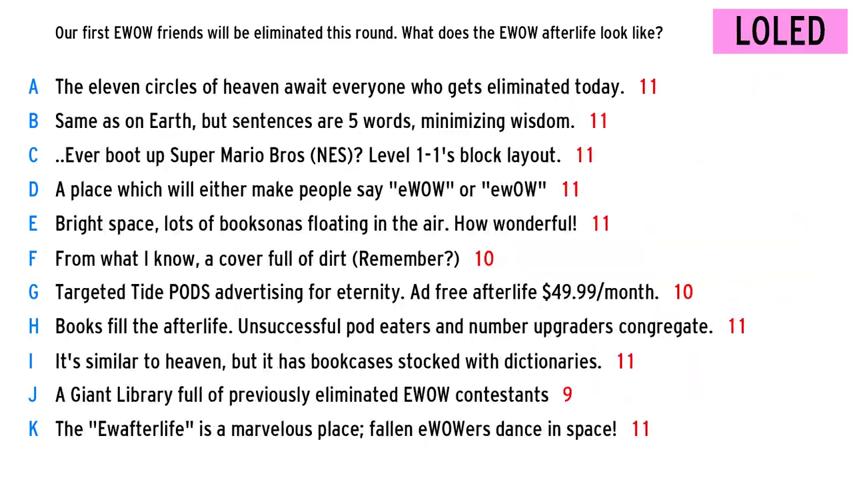 Our first EWOW friends will be eliminated this round. What does the EWOW afterlife look like?
LOLED
A The eleven circles of heaven await everyone who gets eliminated today. 11
B Same as on Earth, but sentences are 5 words, minimizing wisdom. 11
C ..Ever boot up Super Mario Bros (NES)? Level 1-1's block layout. 11
D A place which will either make people say "eWOW" or "ewOW" 11
E Bright space, lots of booksonas floating in the air. How wonderful! 11
F From what I know, a cover full of dirt (Remember?) 10
G Targeted Tide PODS advertising for eternity. Ad free afterlife $49.99/month. 10
H Books fill the afterlife. Unsuccessful pod eaters and number upgraders congregate. 11
I It's similar to heaven, but it has bookcases stocked with dictionaries. 11
J A Giant Library full of previously eliminated EWOW contestants 9
K The "Ewafterlife" is a marvelous place; fallen eWOWers dance in space! 11